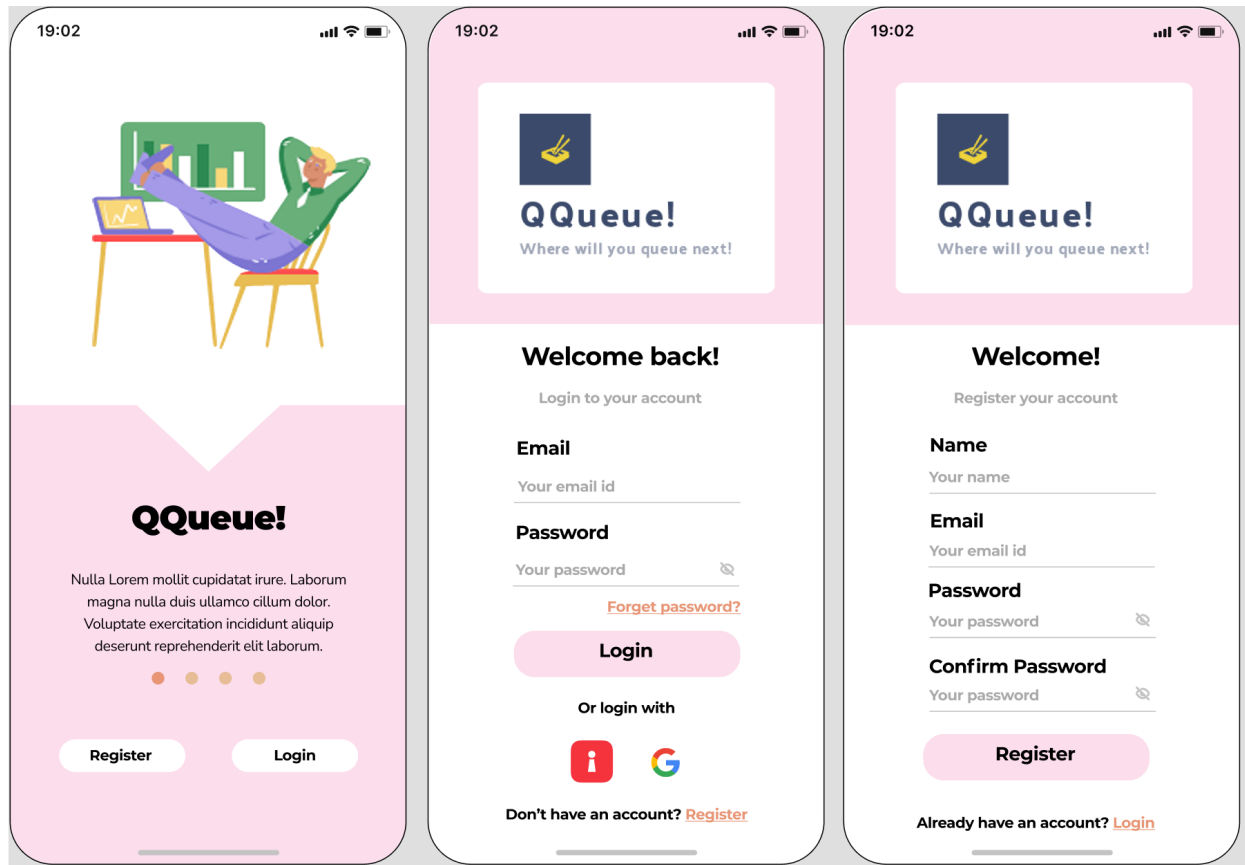 19:02
QQueue!
Nulla Lorem mollit cupidatat irure. Laborum
magna nulla duis ullamco cillum dolor.
Voluptate exercitation incididunt aliquip
deserunt reprehenderit elit laborum.
Register
Login
19:02
QQueue!
Where will you queue next!
Welcome back!
Login to your account
Email
Your email id
Password
Your password
Forget password?
Login
Or login with
Don’t have an account? Register
19:02
QQueue!
Where will you queue next!
Welcome!
Register your account
Name
Your name
Email
Your email id
Password
Your password
Confirm Password
Your password
Register
Already have an account? Login